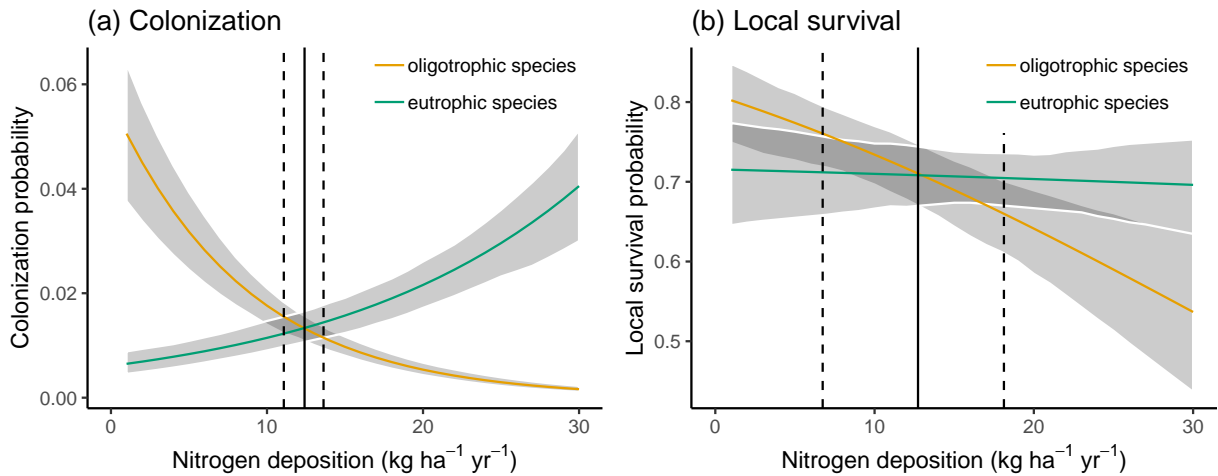 (a) Colonization
oligotrophic species
eutrophic species
Colonization probability
0.06
0.04
0.02
0.00
0 10 20 30
Nitrogen deposition (kg ha⁻¹ yr⁻¹)
(b) Local survival
oligotrophic species
eutrophic species
Local survival probability
0.8
0.7
0.6
0.5
0 10 20 30
Nitrogen deposition (kg ha⁻¹ yr⁻¹)